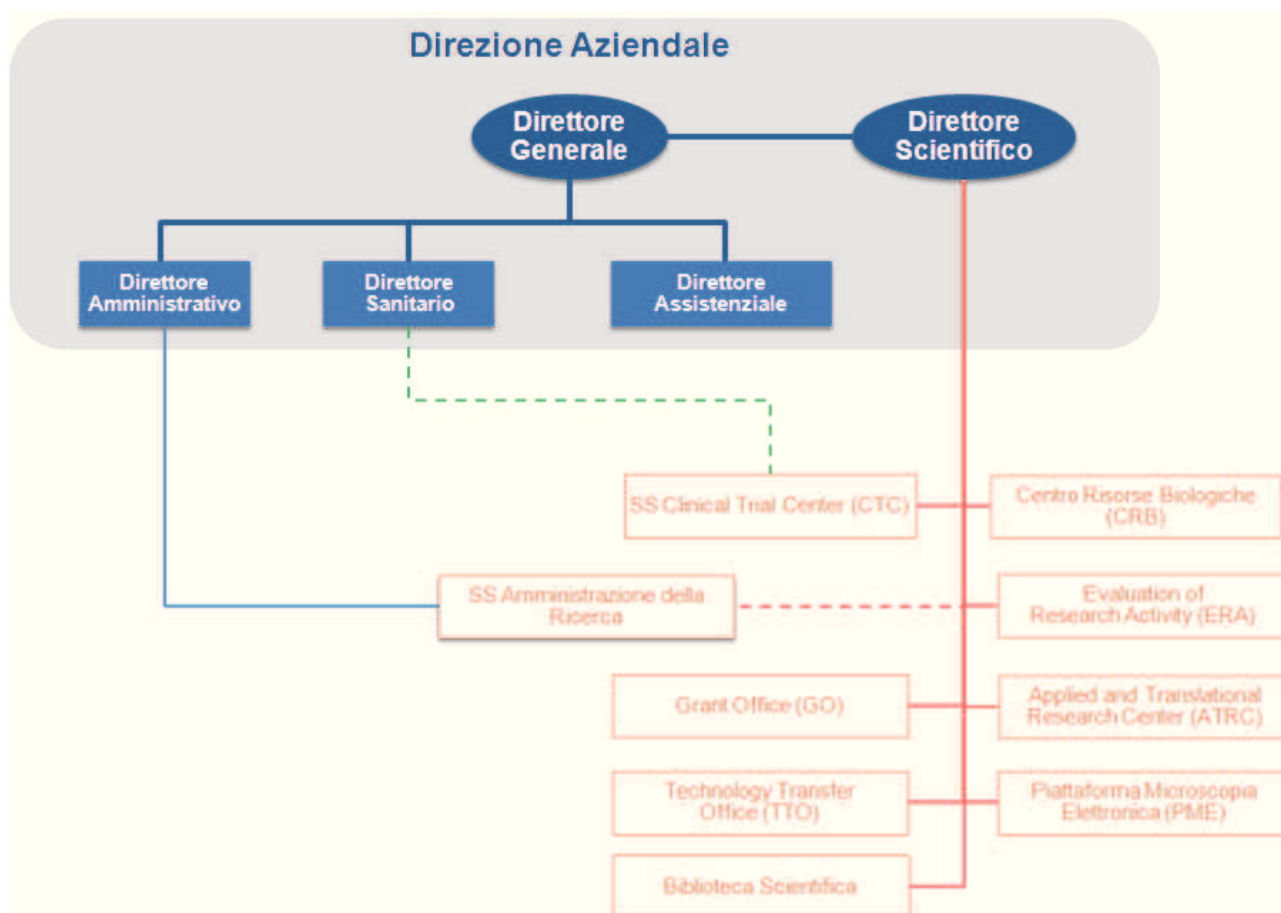 Direzione Aziendale
Direttore
Generale
Direttore
Scientifico
Direttore
Amministrativo
Direttore
Sanitario
Direttore
Assistenziale
SS Clinical Trial Center (CTC)
Centro Risorse Biologiche
(CRB)
SS Amministrazione della
Ricerca
Evaluation of
Research Activity (ERA)
Grant Office (GO)
Applied and Translational
Research Center (ATRC)
Technology Transfer
Office (TTO)
Piattaforma Microscopia
Elettronica (PME)
Biblioteca Scientifica